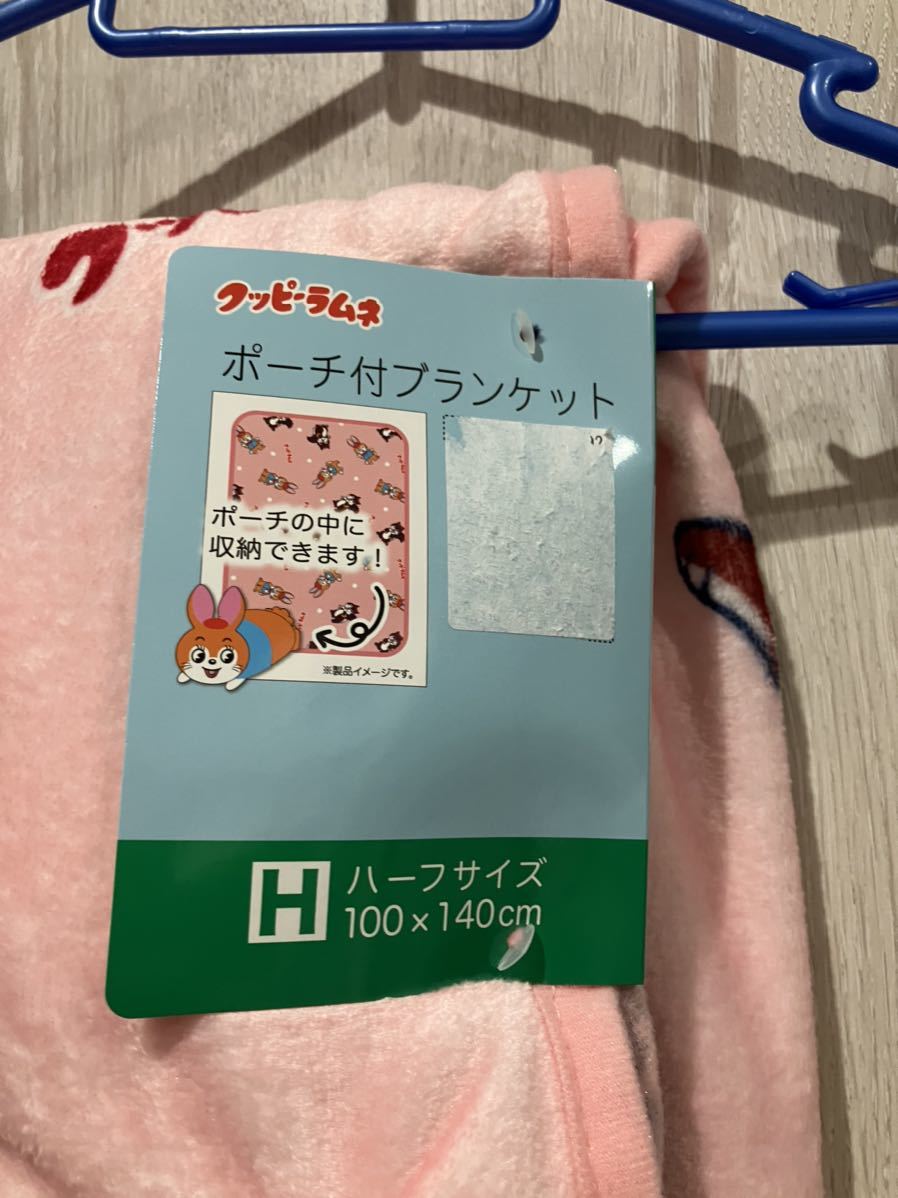 クッピーラムネ
ポーチ付ブランケット
ポーチの中に
収納できます!
※製品イメージです。
H
ハーフサイズ
100×140cm